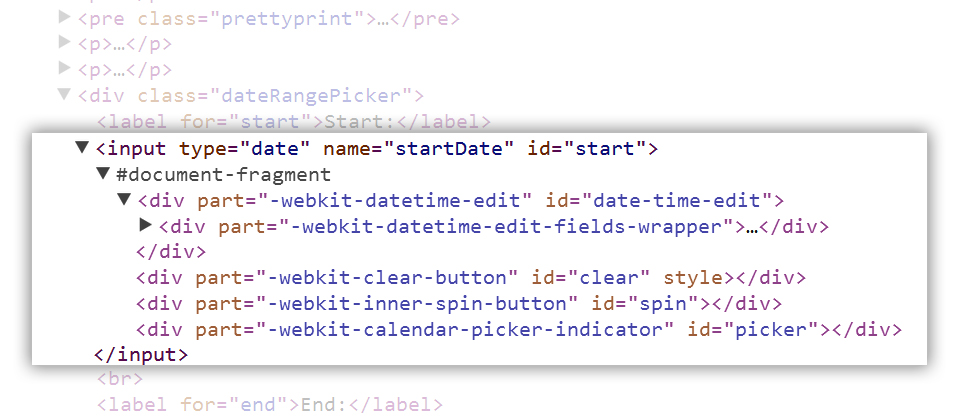 <pre class="prettyprint">…</pre>
<p>…</p>
<p>…</p>
<div class="dateRangePicker">
<label for="start">Start:</label>
<input type="date" name="startDate" id="start">
#document-fragment
<div part="-webkit-datetime-edit" id="date-time-edit">
<div part="-webkit-datetime-edit-fields-wrapper">…</div>
</div>
<div part="-webkit-clear-button" id="clear" style></div>
<div part="-webkit-inner-spin-button" id="spin"></div>
<div part="-webkit-calendar-picker-indicator" id="picker"></div>
</input>
<br>
<label for="end">End:</label>